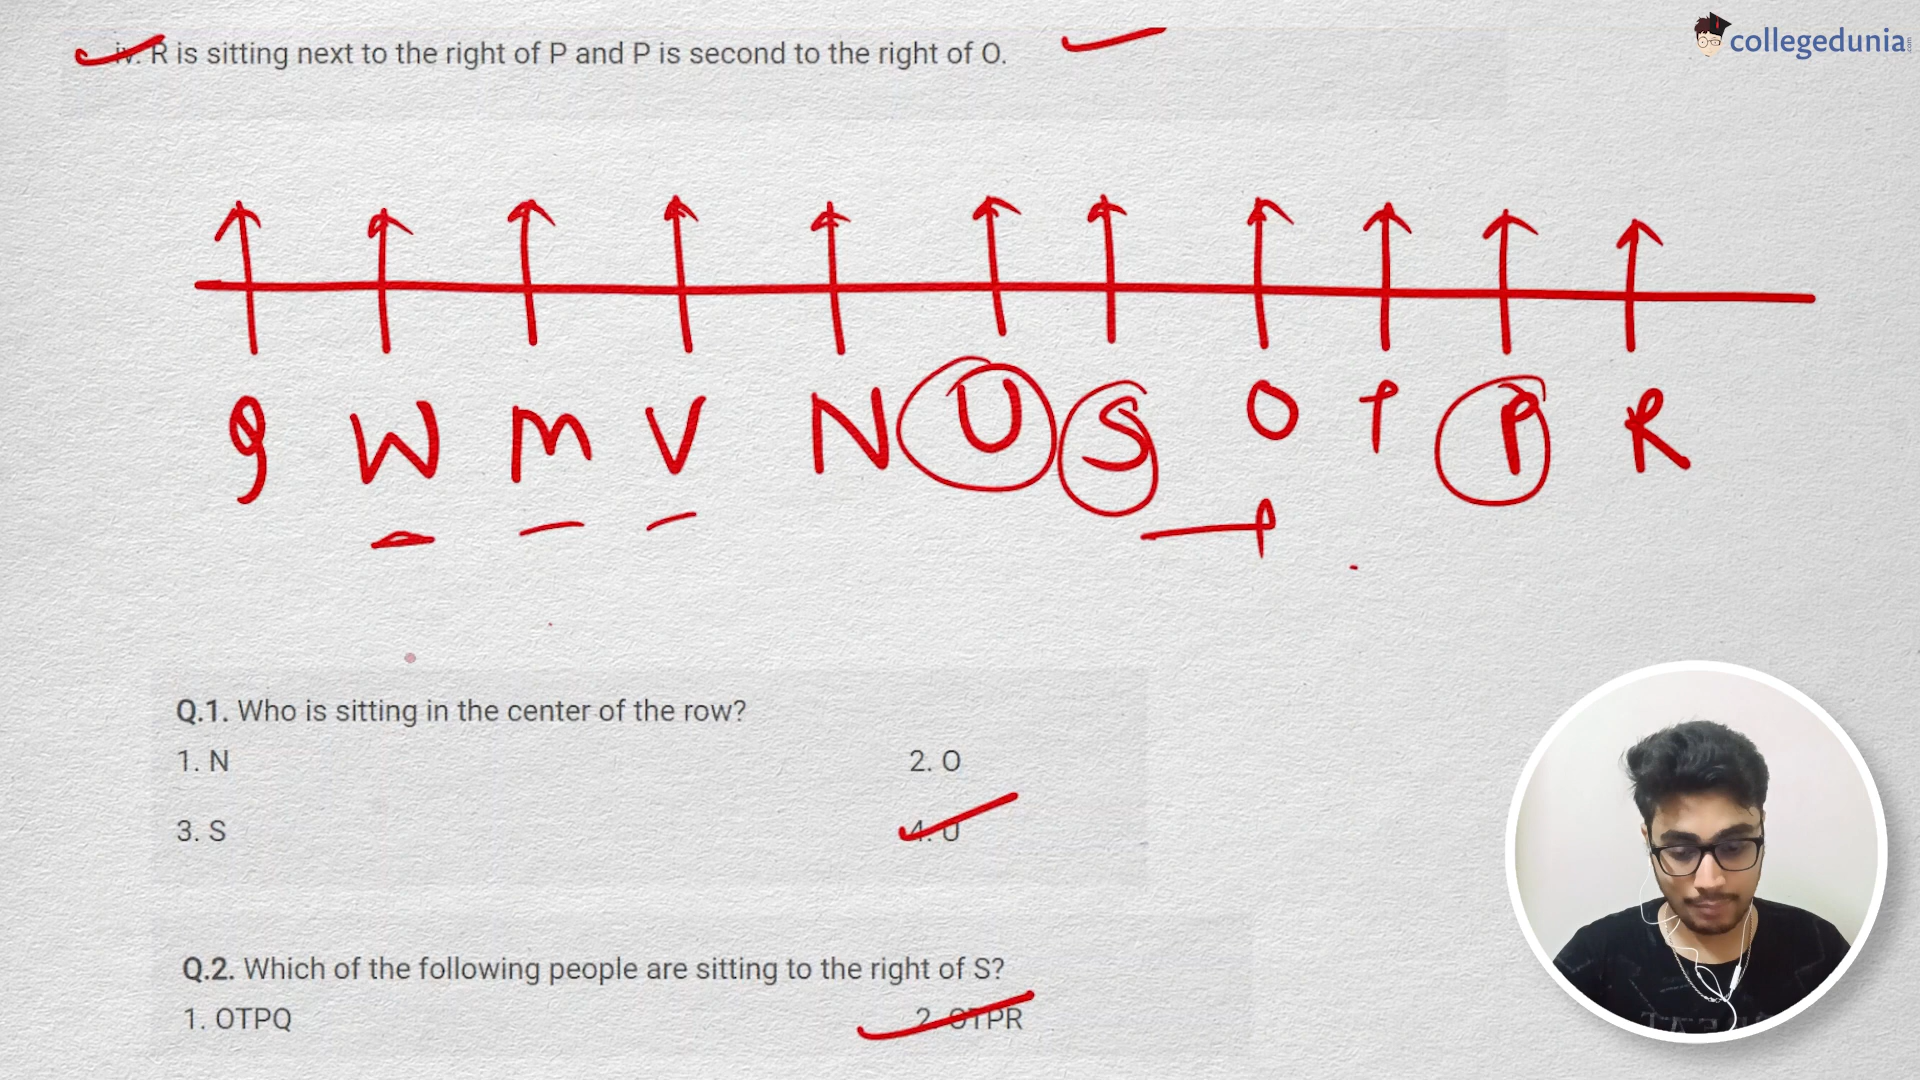 iv. R is sitting next to the right of P and P is second to the right of O.
collegedunia.com
Q W M V N U S O T P R
Q.1. Who is sitting in the center of the row?
1. N 2. O
3. S 4. U
Q.2. Which of the following people are sitting to the right of S?
1. OTPQ 2. OTPR